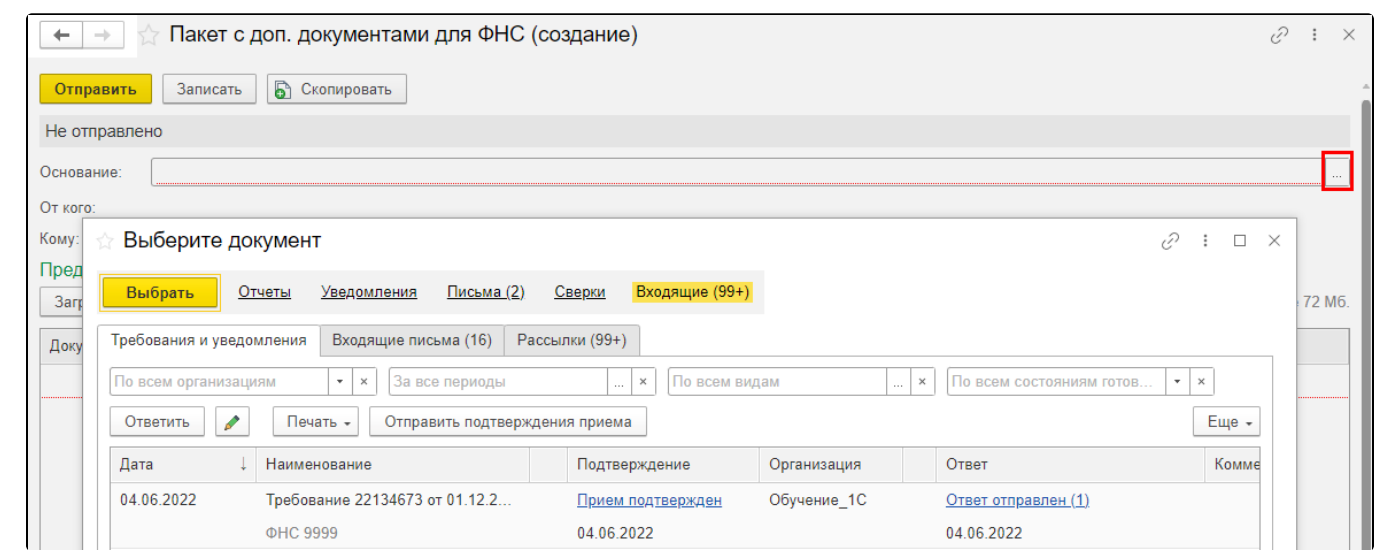 Пакет с доп. документами для ФНС (создание)
Отправить Записать Скопировать
Не отправлено
Основание: ...
От кого:
Кому:
Выберите документ
Выбрать Отчеты Уведомления Письма (2) Сверки Входящие (99+)
72 Мб.
Требования и уведомления Входящие письма (16) Рассылки (99+)
По всем организациям За все периоды ... По всем видам ... По всем состояниям готов...
Ответить Печать Отправить подтверждения приема Еще
Дата Наименование Подтверждение Организация Ответ Комме
04.06.2022 Требование 22134673 от 01.12.2... Прием подтвержден Обучение_1С Ответ отправлен (1)
ФНС 9999 04.06.2022 04.06.2022